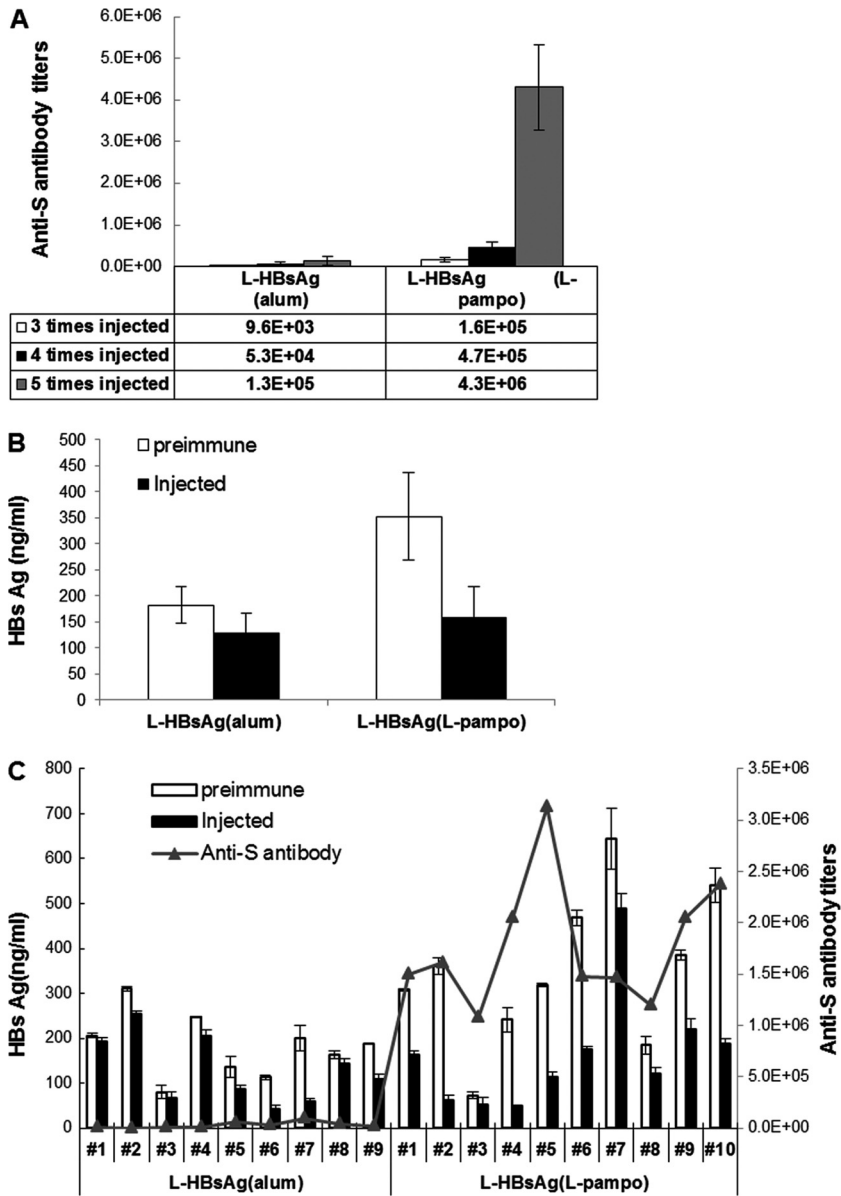 A
Anti-S antibody titers
6.0E+06
5.0E+06
4.0E+06
3.0E+06
2.0E+06
1.0E+06
0.0E+00
L-HBsAg
(alum)
L-HBsAg (L-
pampo)
3 times injected 9.6E+03 1.6E+05
4 times injected 5.3E+04 4.7E+05
5 times injected 1.3E+05 4.3E+06
B
HBs Ag (ng/ml)
500
450
400
350
300
250
200
150
100
50
0
preimmune
Injected
L-HBsAg(alum) L-HBsAg(L-pampo)
C
HBs Ag(ng/ml)
800
700
600
500
400
300
200
100
0
preimmune
Injected
Anti-S antibody
3.5E+06
3.0E+06
2.5E+06
2.0E+06
1.5E+06
1.0E+06
5.0E+05
0.0E+00
Anti-S antibody titers
#1 #2 #3 #4 #5 #6 #7 #8 #9 #1 #2 #3 #4 #5 #6 #7 #8 #9 #10
L-HBsAg(alum) L-HBsAg(L-pampo)